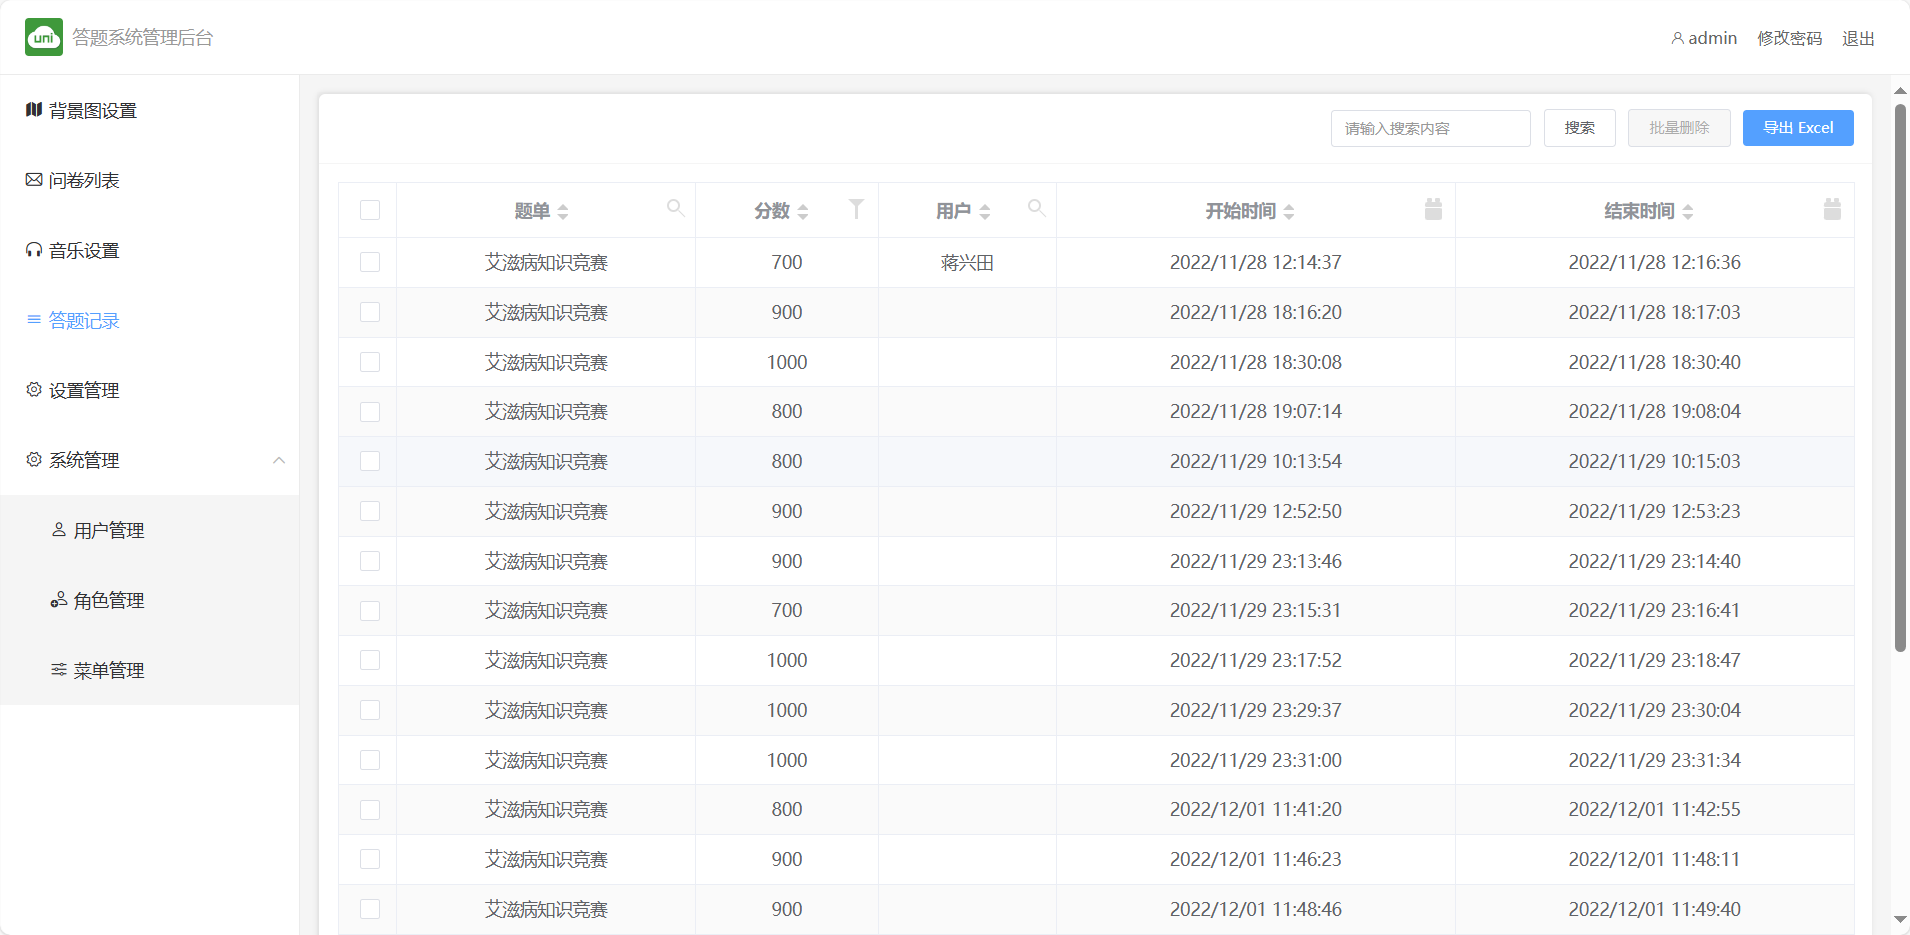 uni 答题系统管理后台
admin 修改密码 退出
背景图设置
问卷列表
音乐设置
答题记录
设置管理
系统管理
用户管理
角色管理
菜单管理
请输入搜索内容 搜索 批量删除 导出 Excel
题单 分数 用户 开始时间 结束时间
艾滋病知识竞赛 700 蒋兴田 2022/11/28 12:14:37 2022/11/28 12:16:36
艾滋病知识竞赛 900 2022/11/28 18:16:20 2022/11/28 18:17:03
艾滋病知识竞赛 1000 2022/11/28 18:30:08 2022/11/28 18:30:40
艾滋病知识竞赛 800 2022/11/28 19:07:14 2022/11/28 19:08:04
艾滋病知识竞赛 800 2022/11/29 10:13:54 2022/11/29 10:15:03
艾滋病知识竞赛 900 2022/11/29 12:52:50 2022/11/29 12:53:23
艾滋病知识竞赛 900 2022/11/29 23:13:46 2022/11/29 23:14:40
艾滋病知识竞赛 700 2022/11/29 23:15:31 2022/11/29 23:16:41
艾滋病知识竞赛 1000 2022/11/29 23:17:52 2022/11/29 23:18:47
艾滋病知识竞赛 1000 2022/11/29 23:29:37 2022/11/29 23:30:04
艾滋病知识竞赛 1000 2022/11/29 23:31:00 2022/11/29 23:31:34
艾滋病知识竞赛 800 2022/12/01 11:41:20 2022/12/01 11:42:55
艾滋病知识竞赛 900 2022/12/01 11:46:23 2022/12/01 11:48:11
艾滋病知识竞赛 900 2022/12/01 11:48:46 2022/12/01 11:49:40